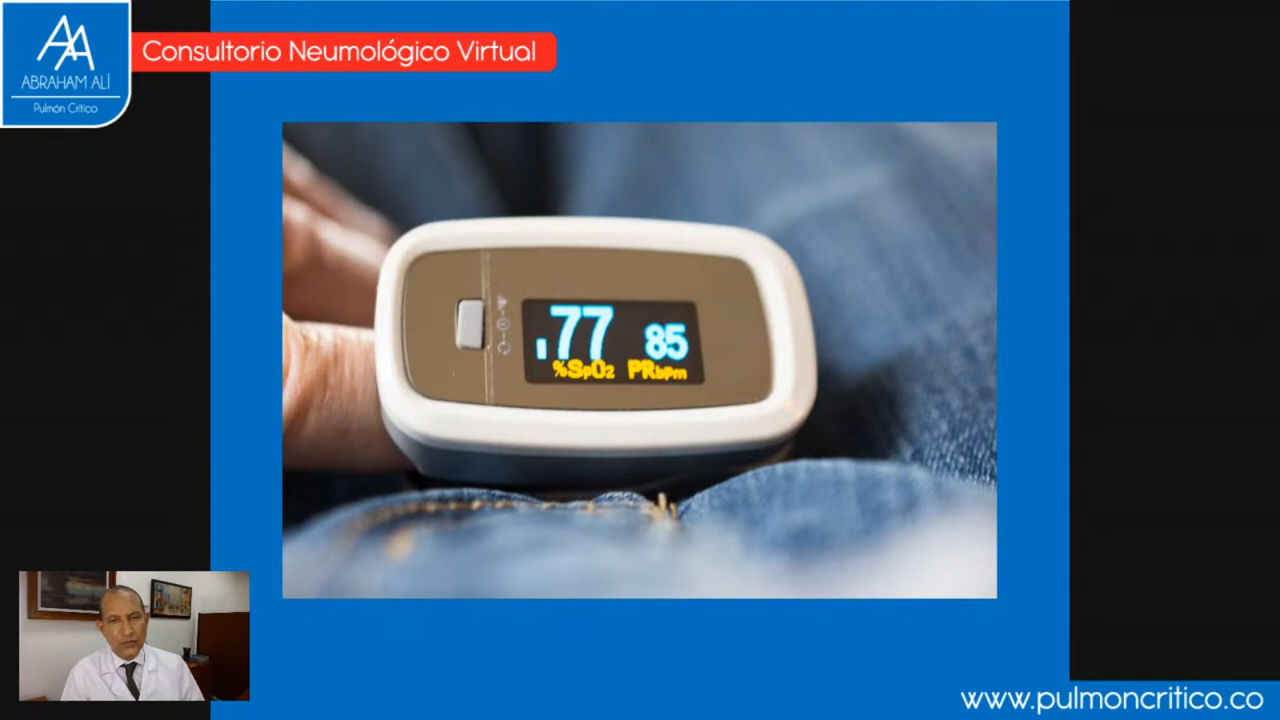 AA
ABRAHAM ALÍ
Pulmón Crítico
Consultorio Neumológico Virtual
77 85
%SpO2 PRbpm
www.pulmoncritico.co